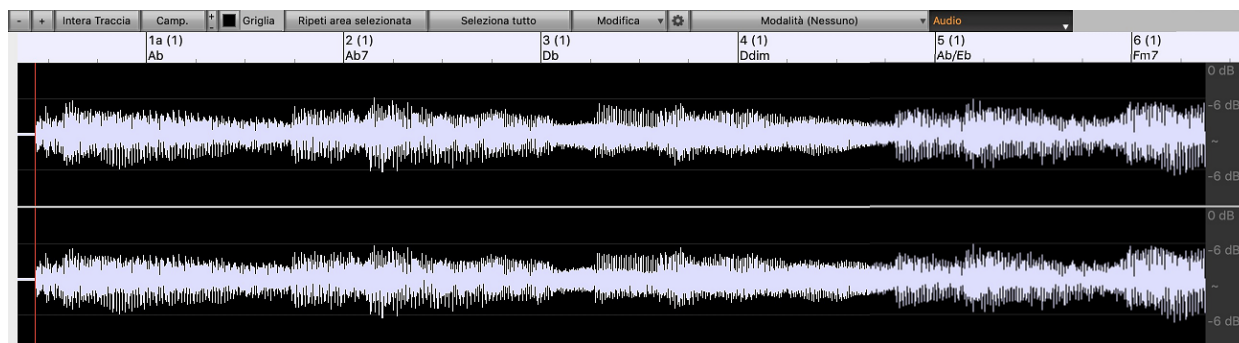 - + Intera Traccia Camp. + - Griglia Ripeti area selezionata Seleziona tutto Modifica Modalità (Nessuno) Audio
1a (1) 2 (1) 3 (1) 4 (1) 5 (1) 6 (1)
Ab Ab7 Db Ddim Ab/Eb Fm7
0 dB
-6 dB
~
-6 dB
0 dB
-6 dB
~
-6 dB